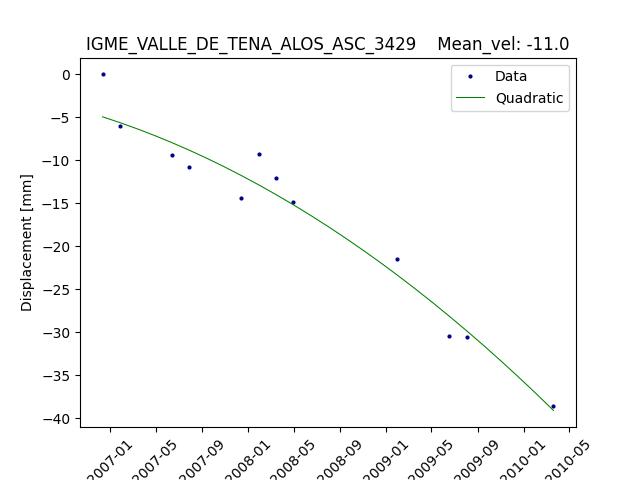 IGME_VALLE_DE_TENA_ALOS_ASC_3429 Mean_vel: -11.0
Data
Quadratic
Displacement [mm]
0
−5
−10
−15
−20
−25
−30
−35
−40
2007-01 2007-05 2007-09 2008-01 2008-05 2008-09 2009-01 2009-05 2009-09 2010-01 2010-05